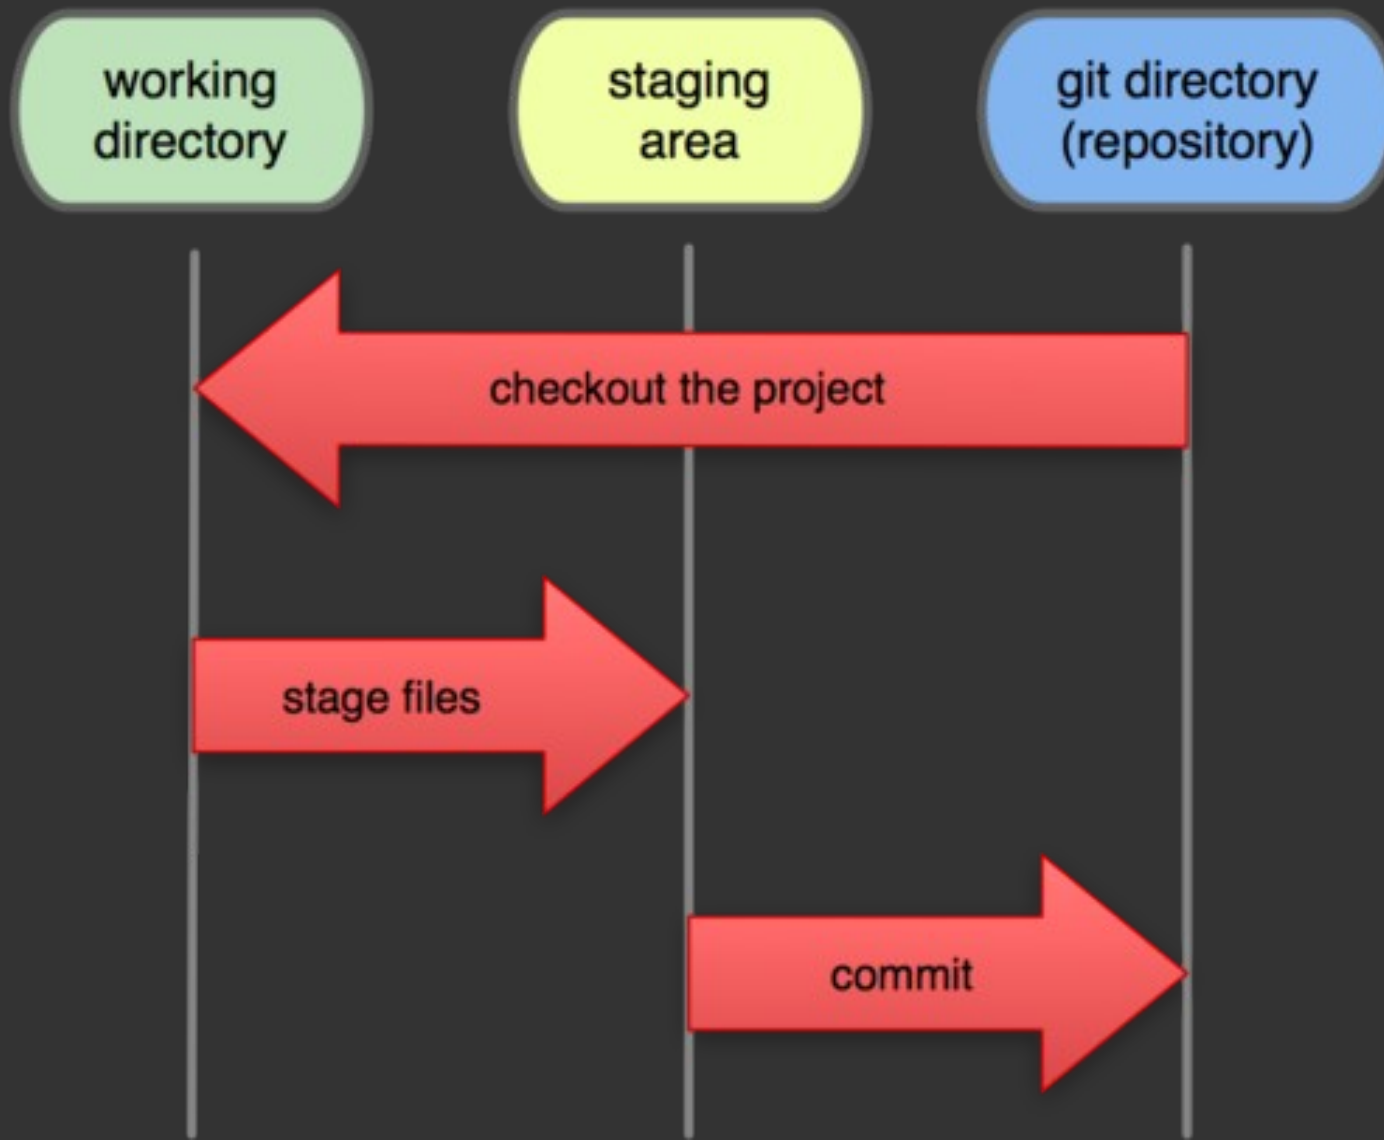 working
directory
staging
area
git directory
(repository)
checkout the project
stage files
commit